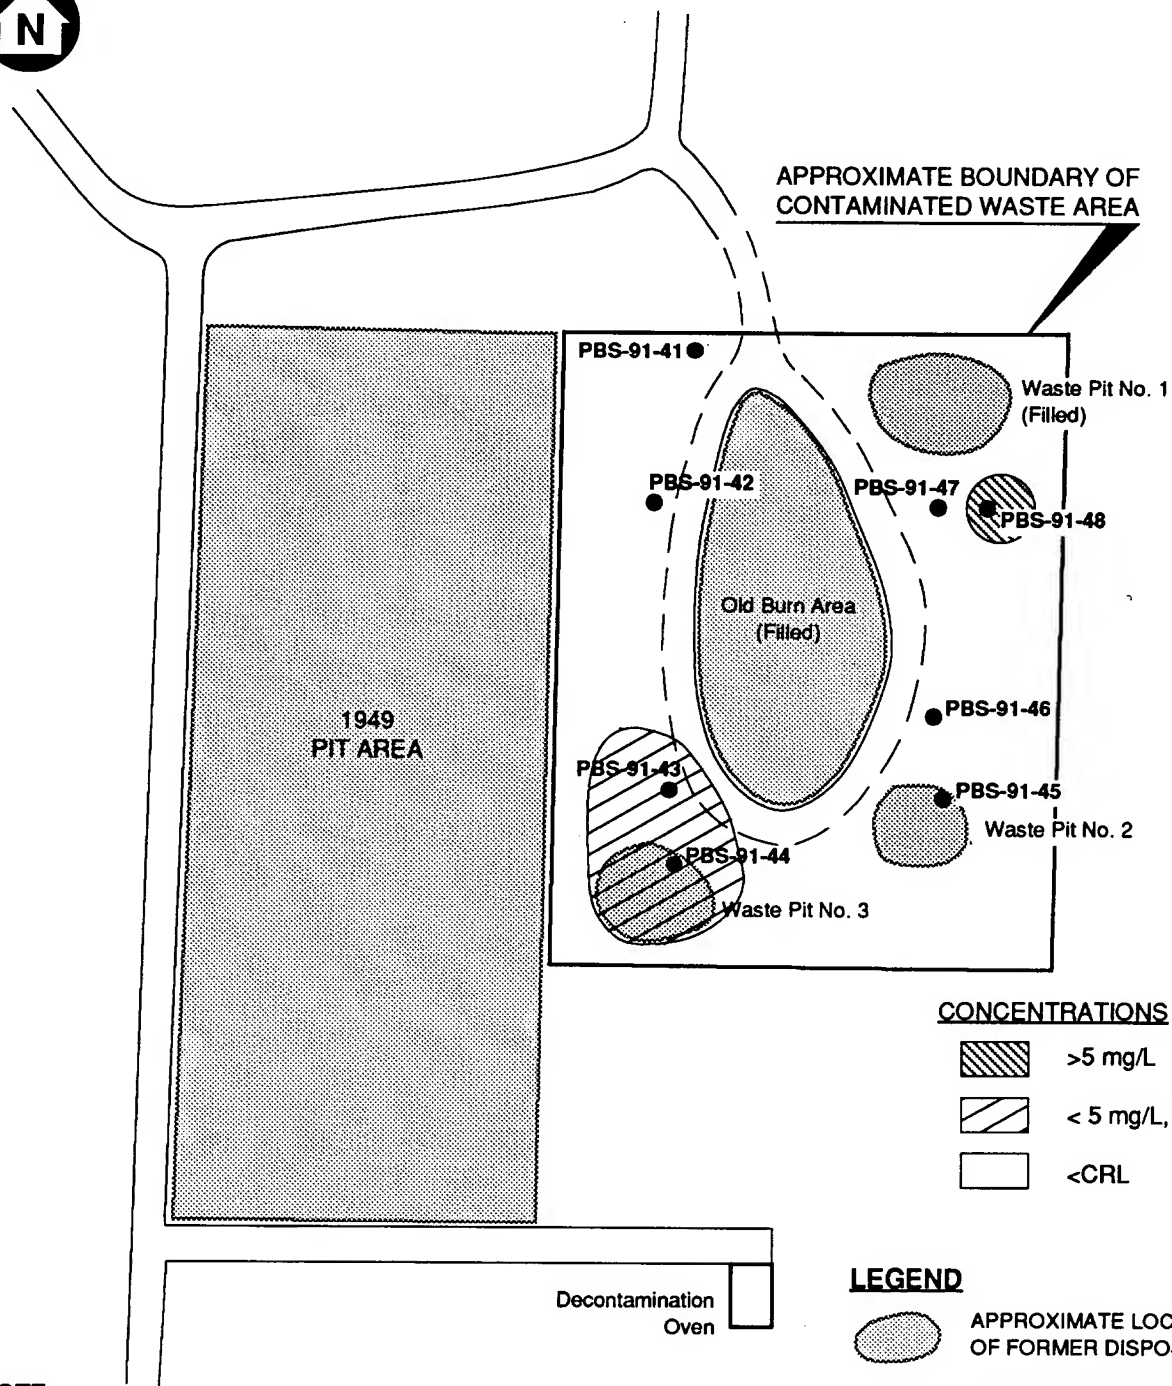 N
APPROXIMATE BOUNDARY OF
CONTAMINATED WASTE AREA
PBS-91-41
Waste Pit No. 1
(Filled)
PBS-91-42
PBS-91-47
PBS-91-48
Old Burn Area
(Filled)
PBS-91-46
1949
PIT AREA
PBS-91-43
PBS-91-45
Waste Pit No. 2
PBS-91-44
Waste Pit No. 3
CONCENTRATIONS
>5 mg/L
< 5 mg/L,
<CRL
LEGEND
Decontamination
Oven
APPROXIMATE LOC
OF FORMER DISPO